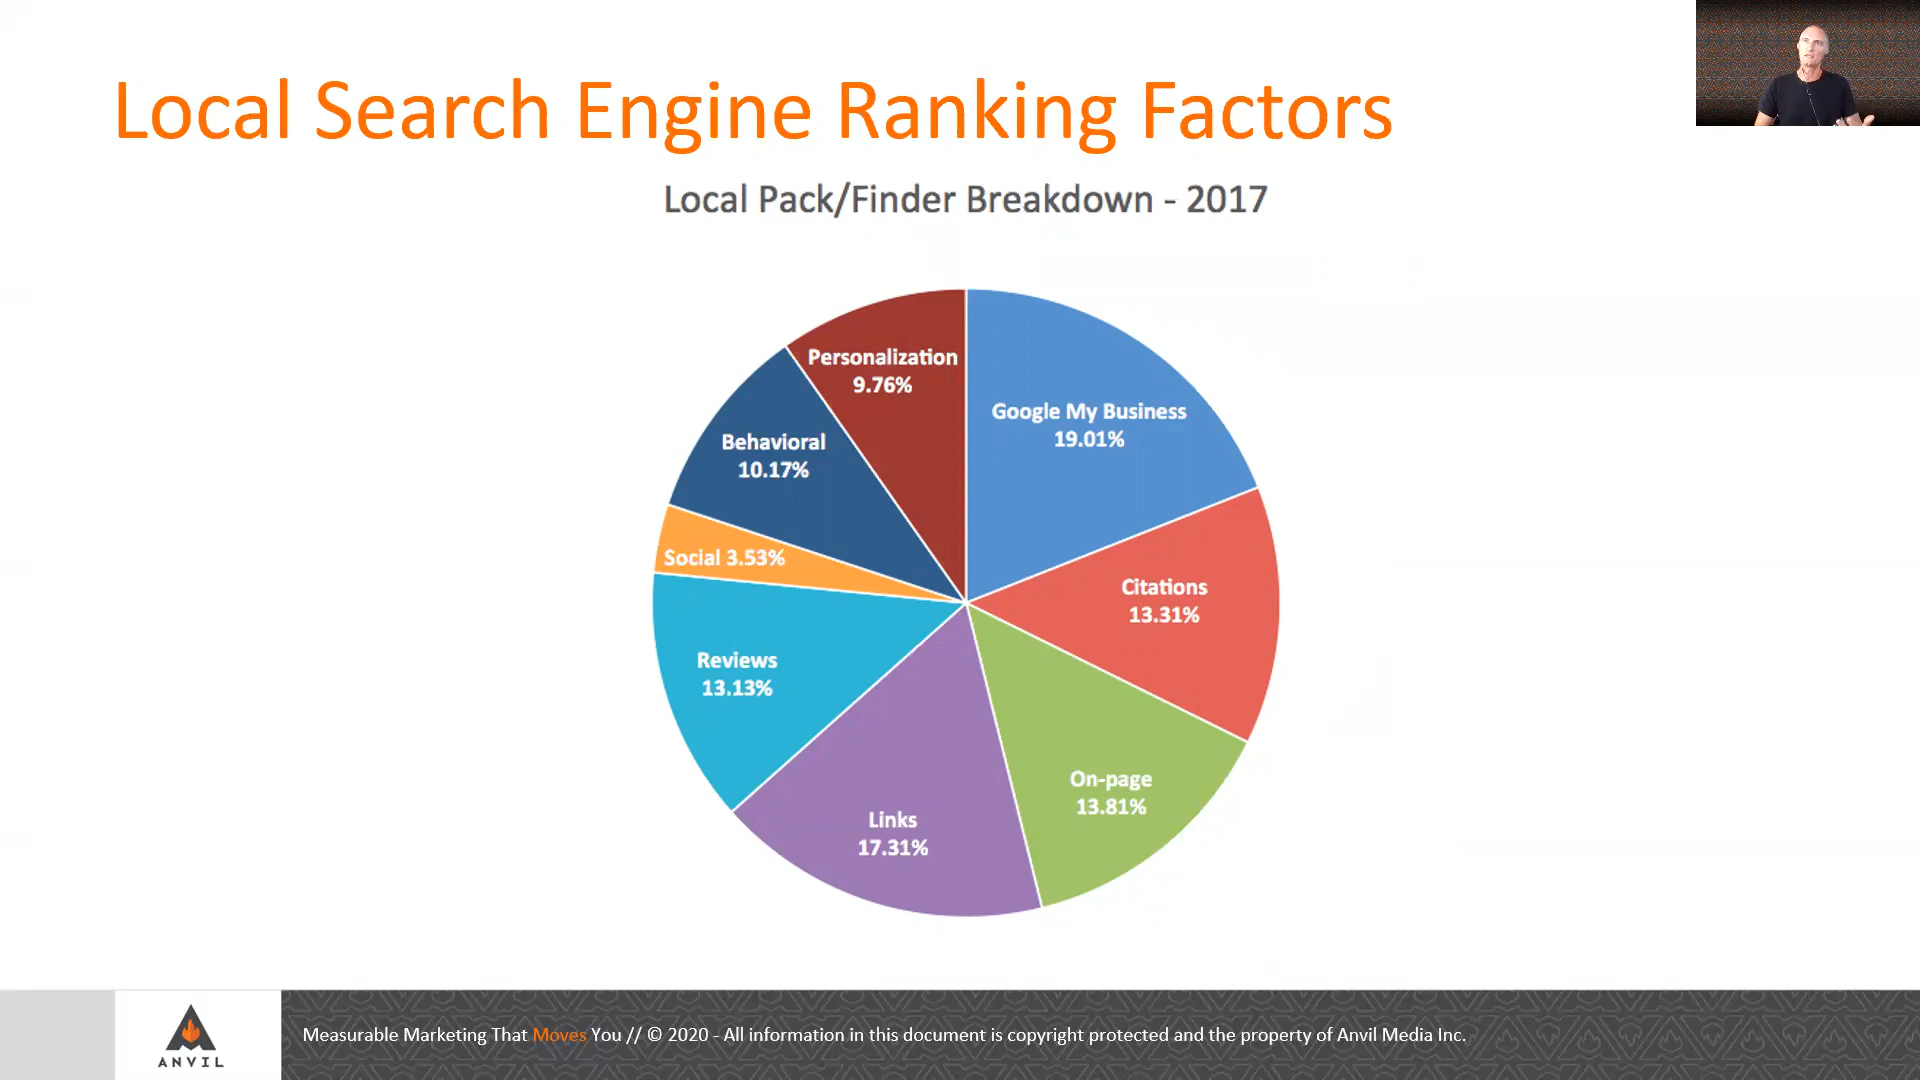 Local Search Engine Ranking Factors
Local Pack/Finder Breakdown - 2017
Personalization
9.76%
Google My Business
19.01%
Behavioral
10.17%
Social 3.53%
Citations
13.31%
Reviews
13.13%
On-page
13.81%
Links
17.31%
ANVIL
Measurable Marketing That Moves You // © 2020 - All information in this document is copyright protected and the property of Anvil Media Inc.